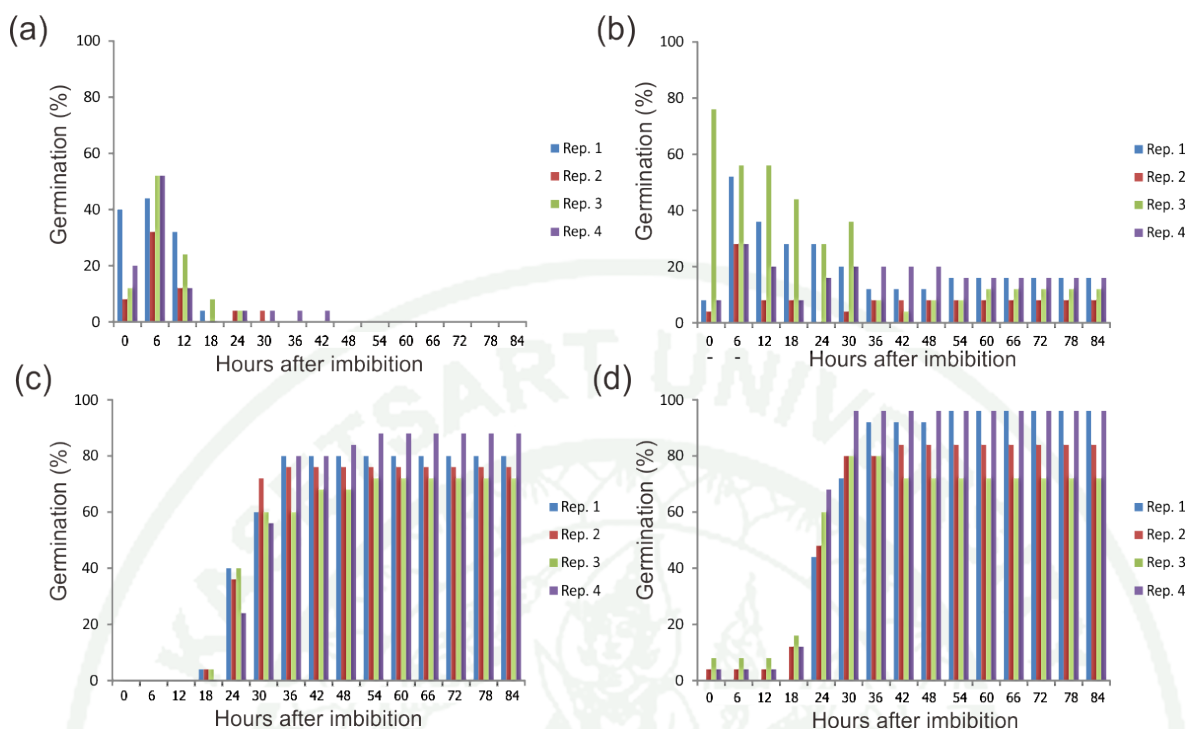 (a)
100
80
60
40
20
0
Germination (%)
0 6 12 18 24 30 36 42 48 54 60 66 72 78 84
Hours after imbibition
Rep. 1
Rep. 2
Rep. 3
Rep. 4
(b)
100
80
60
40
20
0
Germination (%)
0 6 12 18 24 30 36 42 48 54 60 66 72 78 84
- -
Hours after imbibition
Rep. 1
Rep. 2
Rep. 3
Rep. 4
(c)
100
80
60
40
20
0
Germination (%)
0 6 12 18 24 30 36 42 48 54 60 66 72 78 84
Hours after imbibition
Rep. 1
Rep. 2
Rep. 3
Rep. 4
(d)
100
80
60
40
20
0
Germination (%)
0 6 12 18 24 30 36 42 48 54 60 66 72 78 84
Hours after imbibition
Rep. 1
Rep. 2
Rep. 3
Rep. 4
KASETSART UNIVERSITY